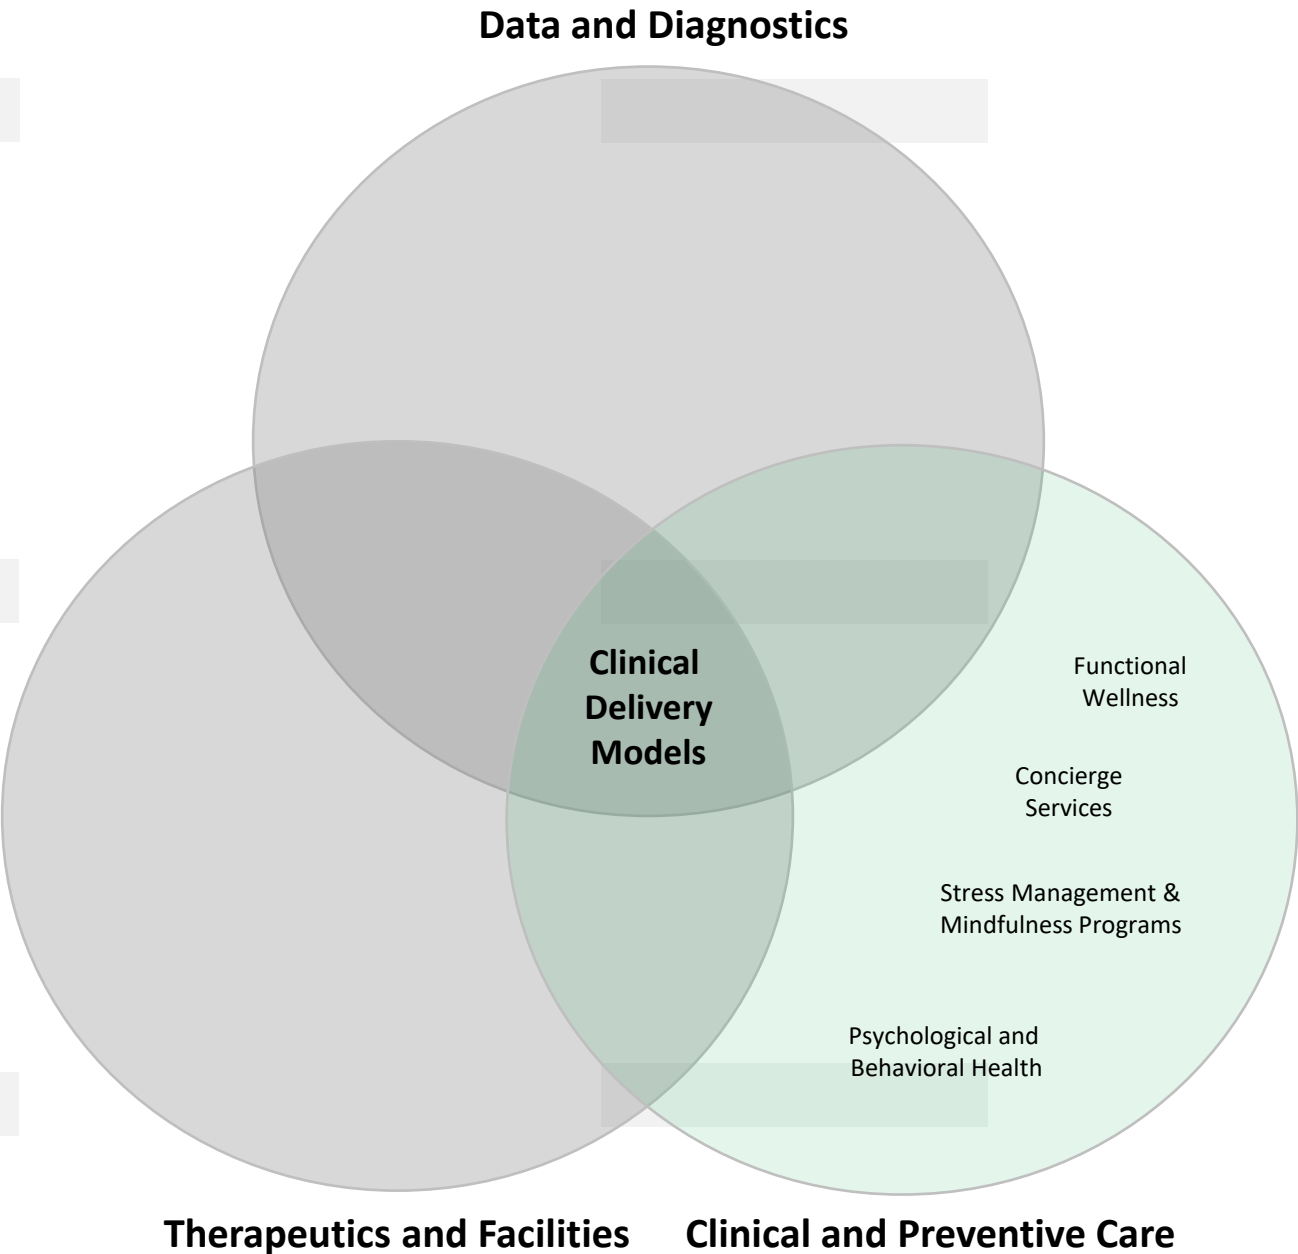 Data and Diagnostics
Clinical
Delivery
Models
Functional
Wellness
Concierge
Services
Stress Management &
Mindfulness Programs
Psychological and
Behavioral Health
Therapeutics and Facilities
Clinical and Preventive Care